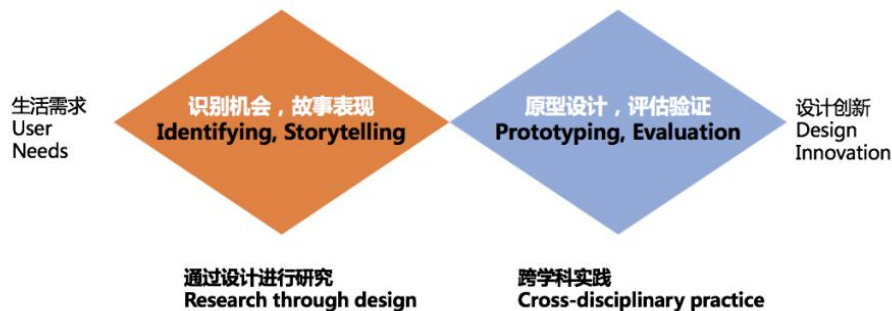 生活需求
User
Needs
识别机会，故事表现
Identifying, Storytelling
原型设计，评估验证
Prototyping, Evaluation
设计创新
Design
Innovation
通过设计进行研究
Research through design
跨学科实践
Cross-disciplinary practice